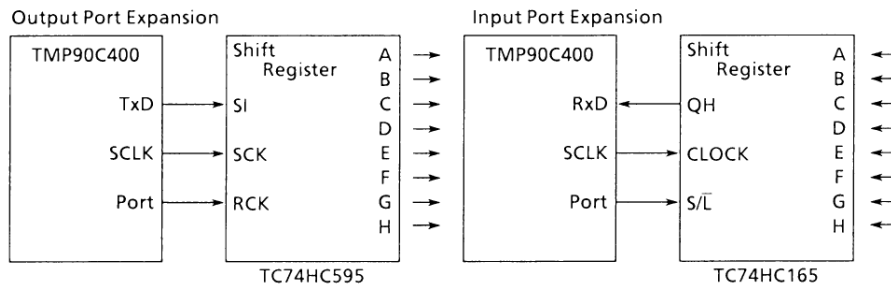 Output Port Expansion
TMP90C400
TxD
SCLK
Port
Shift
Register
SI
SCK
RCK
A
B
C
D
E
F
G
H
TC74HC595
Input Port Expansion
TMP90C400
RxD
SCLK
Port
Shift
Register
QH
CLOCK
S/L̅
A
B
C
D
E
F
G
H
TC74HC165